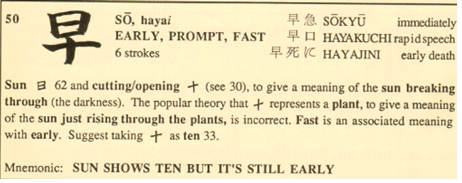 50 早 SŌ, hayai 早急 SŌKYŪ immediately
EARLY, PROMPT, FAST 早口 HAYAKUCHI rapid speech
6 strokes 早死に HAYAJINI early death
Sun 日 62 and cutting/opening 十 (see 30), to give a meaning of the sun breaking
through (the darkness). The popular theory that 十 represents a plant, to give a meaning
of the sun just rising through the plants, is incorrect. Fast is an associated meaning
with early. Suggest taking 十 as ten 33.
Mnemonic: SUN SHOWS TEN BUT IT'S STILL EARLY